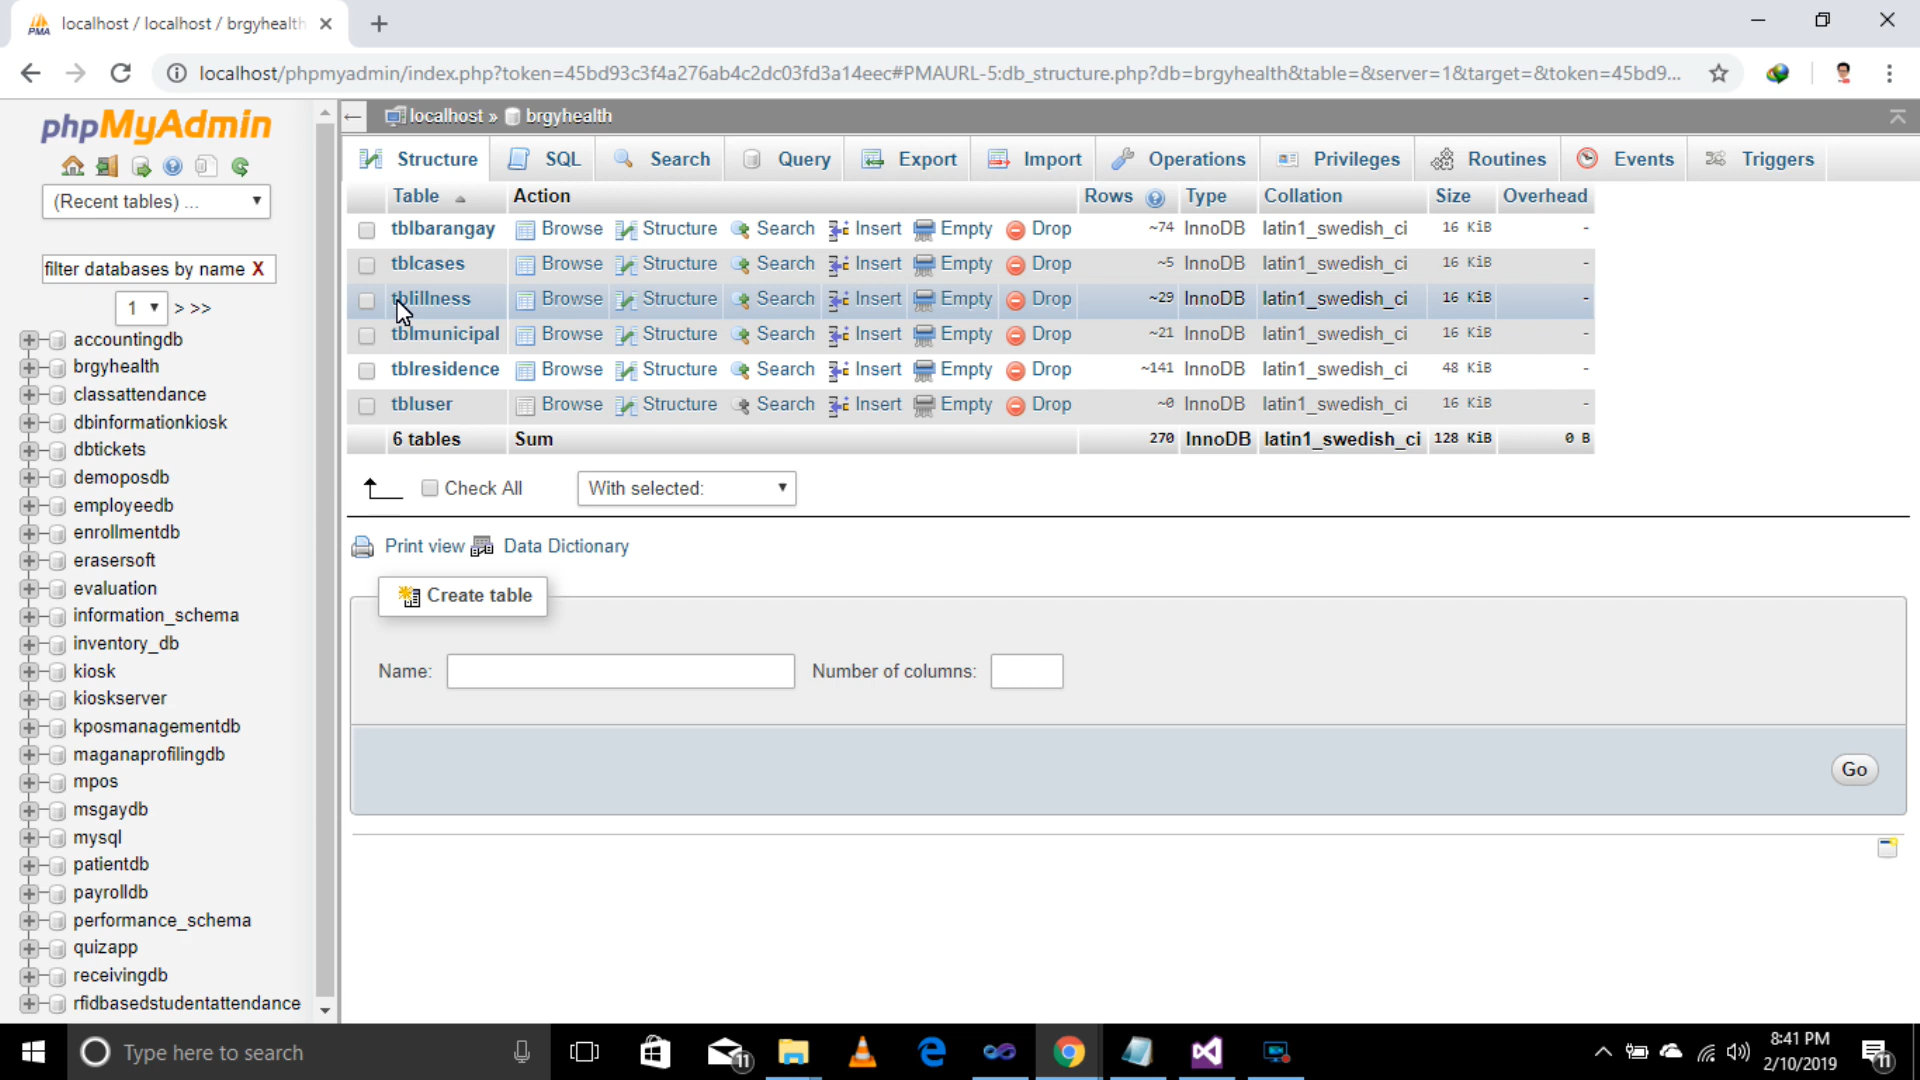 localhost / localhost / brgyhealth
localhost/phpmyadmin/index.php?token=45bd93c3f4a276ab4c2dc03fd3a14eec#PMAURL-5:db_structure.php?db=brgyhealth&table=&server=1&target=&token=45bd9...
phpMyAdmin
(Recent tables) ...
filter databases by name X
1 > >>
accountingdb
brgyhealth
classattendance
dbinformationkiosk
dbtickets
demoposdb
employeedb
enrollmentdb
erasersoft
evaluation
information_schema
inventory_db
kiosk
kioskserver
kposmanagementdb
maganaprofilingdb
mpos
msgaydb
mysql
patientdb
payrolldb
performance_schema
quizapp
receivingdb
rfidbasedstudentattendance
localhost » brgyhealth
Structure SQL Search Query Export Import Operations Privileges Routines Events Triggers
Table Action Rows Type Collation Size Overhead
tblbarangay Browse Structure Search Insert Empty Drop ~74 InnoDB latin1_swedish_ci 16 KiB -
tblcases Browse Structure Search Insert Empty Drop ~5 InnoDB latin1_swedish_ci 16 KiB -
tblillness Browse Structure Search Insert Empty Drop ~29 InnoDB latin1_swedish_ci 16 KiB -
tblmunicipal Browse Structure Search Insert Empty Drop ~21 InnoDB latin1_swedish_ci 16 KiB -
tblresidence Browse Structure Search Insert Empty Drop ~141 InnoDB latin1_swedish_ci 48 KiB -
tbluser Browse Structure Search Insert Empty Drop ~0 InnoDB latin1_swedish_ci 16 KiB -
6 tables Sum 270 InnoDB latin1_swedish_ci 128 KiB 0 B
Check All With selected:
Print view Data Dictionary
Create table
Name: Number of columns:
Go
Type here to search
11
8:41 PM
2/10/2019
11